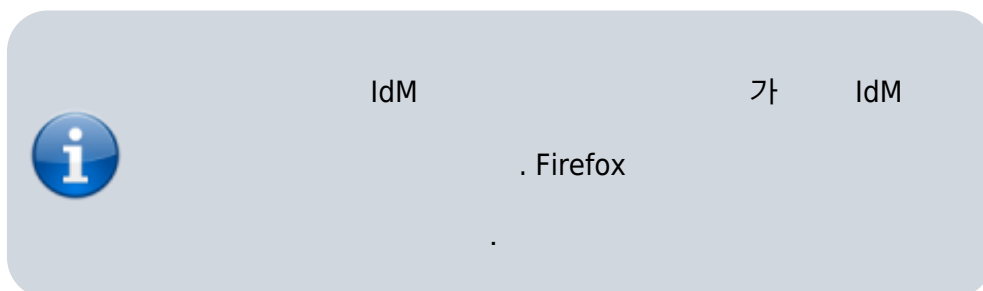 IdM 가 IdM
. Firefox
.